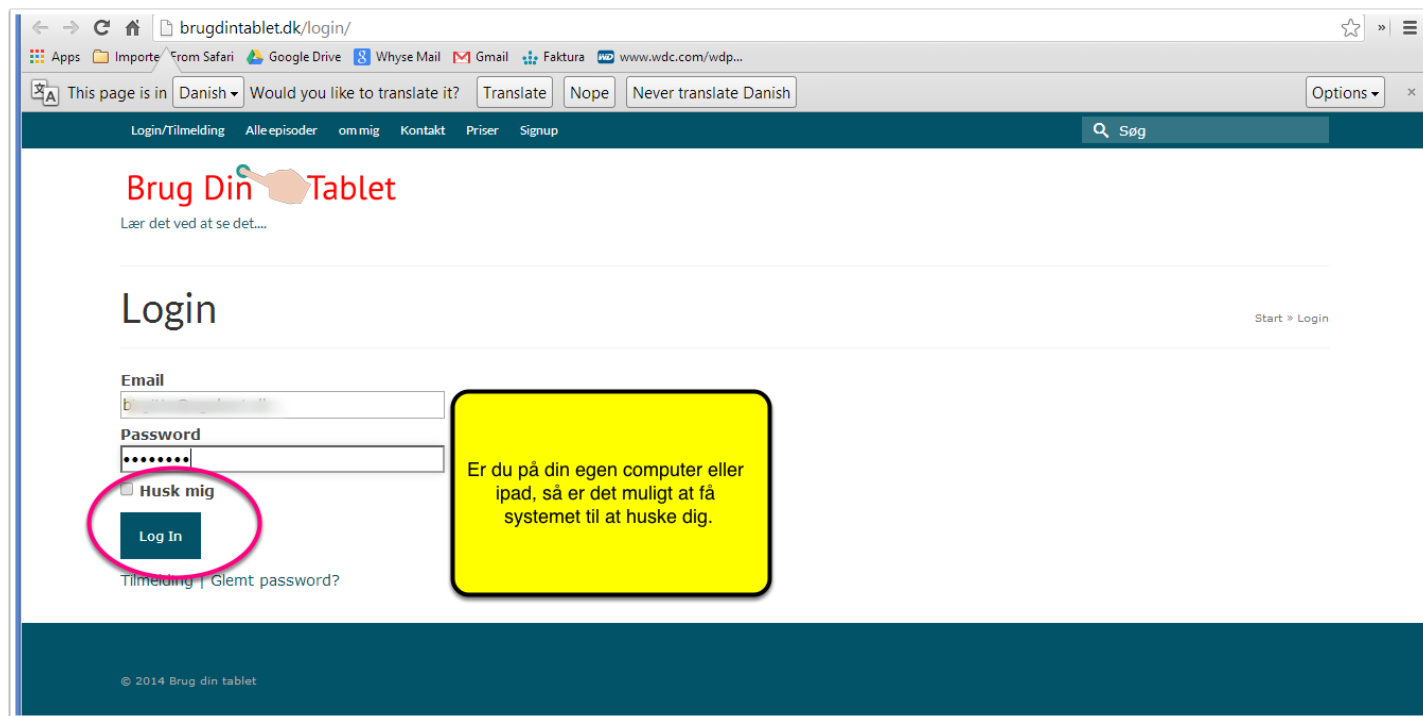 brugdintablet.dk/login/
»
Apps Importe From Safari Google Drive 8 Whyse Mail Gmail Faktura WD www.wdc.com/wdp...
This page is in Danish Would you like to translate it? Translate Nope Never translate Danish Options ×
Login/Tilmelding Alle episoder om mig Kontakt Priser Signup Søg
Brug Din Tablet
Lær det ved at se det....
Login
Start » Login
Email
Password
••••••••
Husk mig
Log In
Tilmelding | Glemt password?
Er du på din egen computer eller
ipad, så er det muligt at få
systemet til at huske dig.
© 2014 Brug din tablet